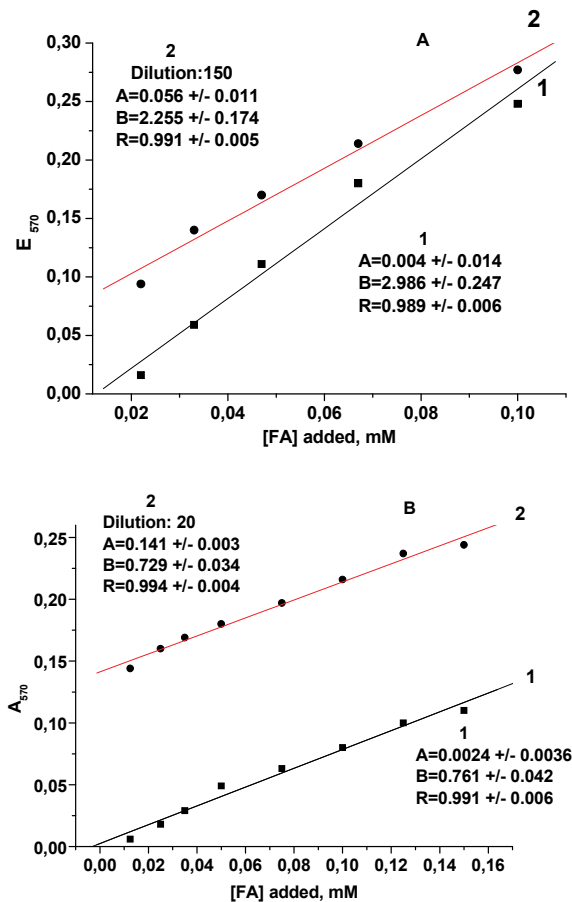 2
A
2
Dilution:150
A=0.056 +/- 0.011
B=2.255 +/- 0.174
R=0.991 +/- 0.005
1
1
A=0.004 +/- 0.014
B=2.986 +/- 0.247
R=0.989 +/- 0.006
0,30
0,25
0,20
0,15
0,10
0,05
0,00
E570
0,02 0,04 0,06 0,08 0,10
[FA] added, mM
2
Dilution: 20
A=0.141 +/- 0.003
B=0.729 +/- 0.034
R=0.994 +/- 0.004
B
2
1
1
A=0.0024 +/- 0.0036
B=0.761 +/- 0.042
R=0.991 +/- 0.006
0,25
0,20
0,15
0,10
0,05
0,00
A570
0,00 0,02 0,04 0,06 0,08 0,10 0,12 0,14 0,16
[FA] added, mM